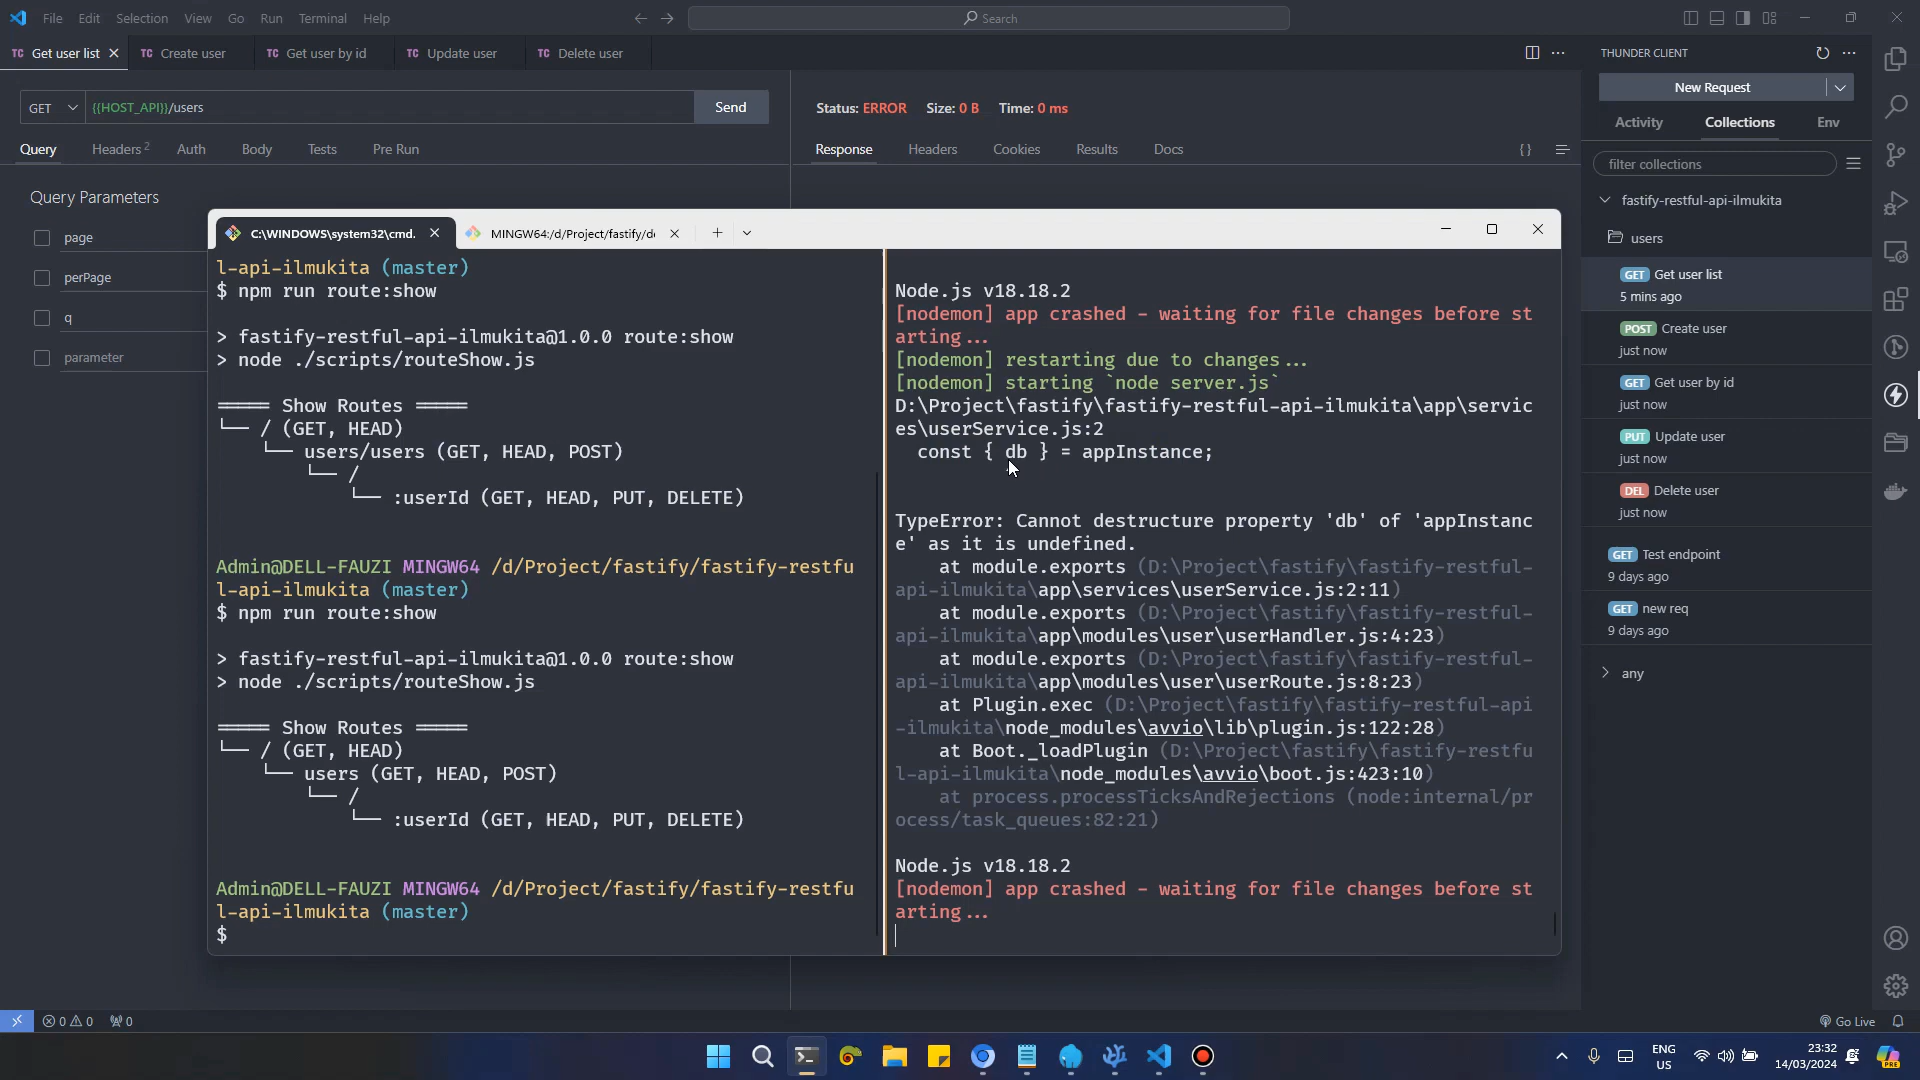 File Edit Selection View Go Run Terminal Help
Search
TC Get user list
TC Create user
TC Get user by id
TC Update user
TC Delete user
GET {{HOST_API}}/users Send
Query Headers 2 Auth Body Tests Pre Run
Query Parameters
page
perPage
q
parameter
Status: ERROR Size: 0 B Time: 0 ms
Response Headers Cookies Results Docs { }
C:\WINDOWS\system32\cmd.
MINGW64:/d/Project/fastify/d
l-api-ilmukita (master)
$ npm run route:show
> fastify-restful-api-ilmukita@1.0.0 route:show
> node ./scripts/routeShow.js
===== Show Routes =====
└── / (GET, HEAD)
└── users/users (GET, HEAD, POST)
└── /
└── :userId (GET, HEAD, PUT, DELETE)
Admin@DELL-FAUZI MINGW64 /d/Project/fastify/fastify-restfu
l-api-ilmukita (master)
$ npm run route:show
> fastify-restful-api-ilmukita@1.0.0 route:show
> node ./scripts/routeShow.js
===== Show Routes =====
└── / (GET, HEAD)
└── users (GET, HEAD, POST)
└── /
└── :userId (GET, HEAD, PUT, DELETE)
Admin@DELL-FAUZI MINGW64 /d/Project/fastify/fastify-restfu
l-api-ilmukita (master)
$
Node.js v18.18.2
[nodemon] app crashed - waiting for file changes before st
arting...
[nodemon] restarting due to changes...
[nodemon] starting `node server.js`
D:\Project\fastify\fastify-restful-api-ilmukita\app\servic
es\userService.js:2
const { db } = appInstance;
TypeError: Cannot destructure property 'db' of 'appInstanc
e' as it is undefined.
at module.exports (D:\Project\fastify\fastify-restful-
api-ilmukita\app\services\userService.js:2:11)
at module.exports (D:\Project\fastify\fastify-restful-
api-ilmukita\app\modules\user\userHandler.js:4:23)
at module.exports (D:\Project\fastify\fastify-restful-
api-ilmukita\app\modules\user\userRoute.js:8:23)
at Plugin.exec (D:\Project\fastify\fastify-restful-api
-ilmukita\node_modules\avvio\lib\plugin.js:122:28)
at Boot._loadPlugin (D:\Project\fastify\fastify-restfu
l-api-ilmukita\node_modules\avvio\boot.js:423:10)
at process.processTicksAndRejections (node:internal/pr
ocess/task_queues:82:21)
Node.js v18.18.2
[nodemon] app crashed - waiting for file changes before st
arting...
THUNDER CLIENT
New Request
Activity Collections Env
filter collections
fastify-restful-api-ilmukita
users
GET Get user list
5 mins ago
POST Create user
just now
GET Get user by id
just now
PUT Update user
just now
DEL Delete user
just now
GET Test endpoint
9 days ago
GET new req
9 days ago
any
0 0 0
Go Live
ENG
US
23:32
14/03/2024
PRE